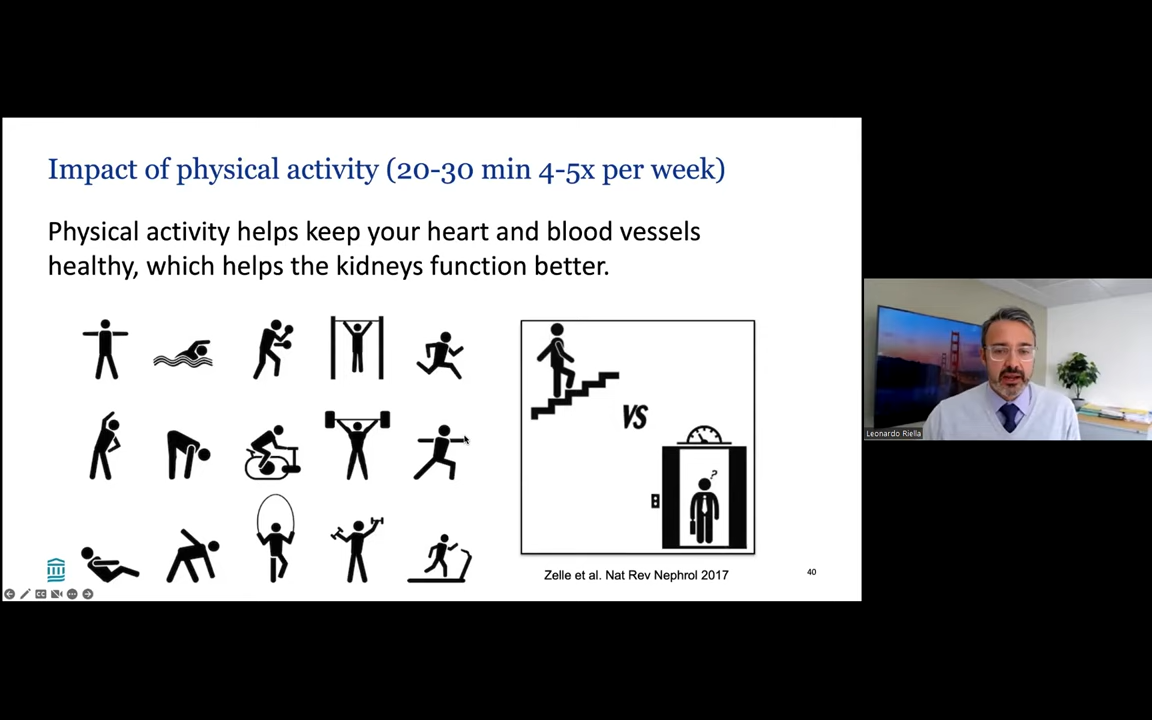 Impact of physical activity (20-30 min 4-5x per week)
Physical activity helps keep your heart and blood vessels
healthy, which helps the kidneys function better.
VS
?
Zelle et al. Nat Rev Nephrol 2017
40
CC
Leonardo Riella